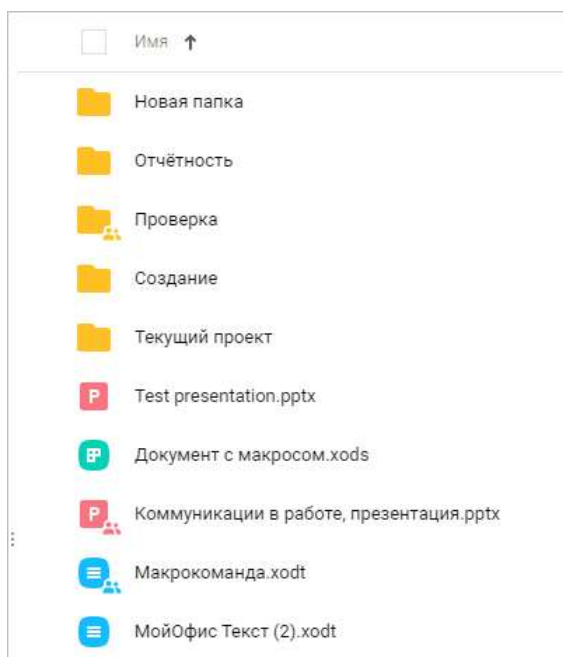 Имя
Новая папка
Отчётность
Проверка
Создание
Текущий проект
P Test presentation.pptx
Документ с макросом.xods
P Коммуникации в работе, презентация.pptx
Макрокоманда.xodt
МойОфис Текст (2).xodt